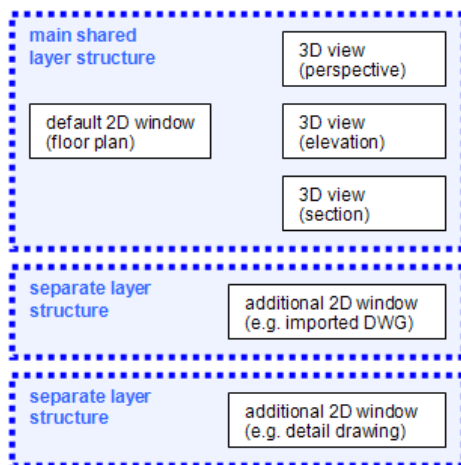 main shared
layer structure
3D view
(perspective)
default 2D window
(floor plan)
3D view
(elevation)
3D view
(section)
separate layer
structure
additional 2D window
(e.g. imported DWG)
separate layer
structure
additional 2D window
(e.g. detail drawing)